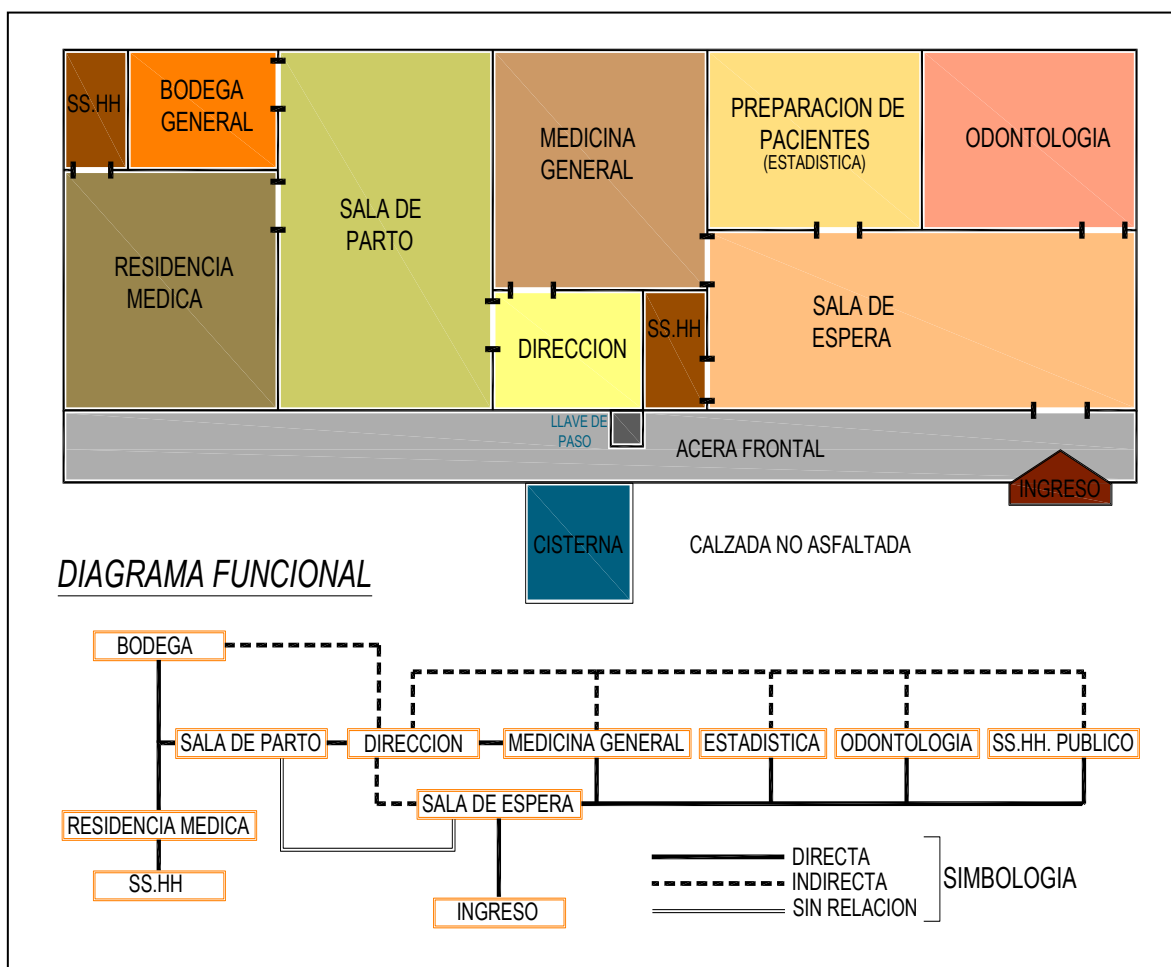 SS.HH
BODEGA
GENERAL
SALA DE
PARTO
MEDICINA
GENERAL
PREPARACION DE
PACIENTES
(ESTADISTICA)
ODONTOLOGIA
RESIDENCIA
MEDICA
DIRECCION
SS.HH
SALA DE
ESPERA
LLAVE DE
PASO
ACERA FRONTAL
INGRESO
CISTERNA
CALZADA NO ASFALTADA
DIAGRAMA FUNCIONAL
BODEGA
SALA DE PARTO
DIRECCION
MEDICINA GENERAL
ESTADISTICA
ODONTOLOGIA
SS.HH. PUBLICO
SALA DE ESPERA
RESIDENCIA MEDICA
SS.HH
INGRESO
DIRECTA
INDIRECTA
SIN RELACION
SIMBOLOGIA